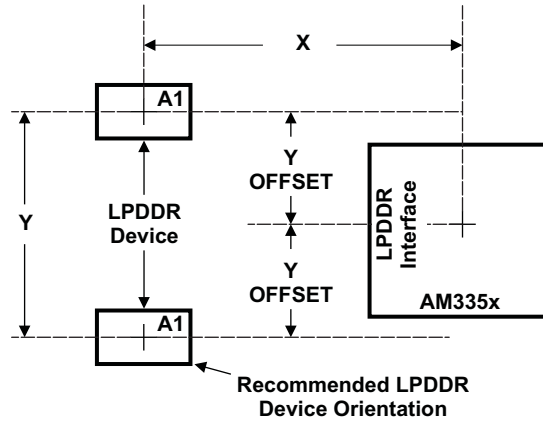 X
A1
Y
OFFSET
Y
LPDDR
Device
LPDDR
Interface
Y
OFFSET
AM335x
A1
Recommended LPDDR
Device Orientation